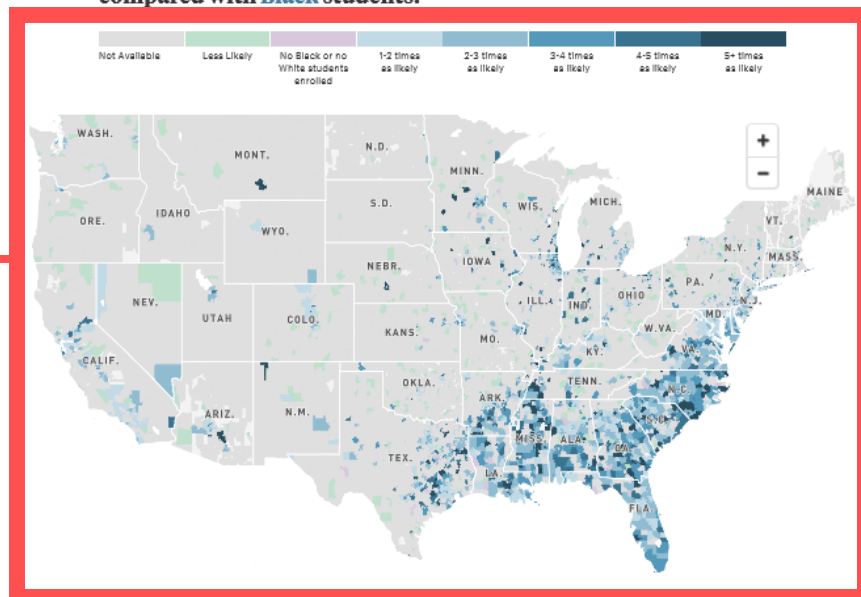 compared with Black students.
Not Available
Less Likely
No Black or no
White students
enrolled
1-2 times
as likely
2-3 times
as likely
3-4 times
as likely
4-5 times
as likely
5+ times
as likely
+
−
WASH.
MONT.
N.D.
MINN.
MAINE
ORE.
IDAHO
S.D.
WIS.
MICH.
VT.
WYO.
N.Y.
MASS.
NEBR.
IOWA
NEV.
UTAH
COLO.
ILL.
IND.
OHIO
PA.
N.J.
MD.
KANS.
MO.
W.VA.
VA.
CALIF.
KY.
ARIZ.
N.M.
OKLA.
ARK.
TENN.
N.C.
S.C.
TEX.
LA.
MISS.
ALA.
GA.
FLA.